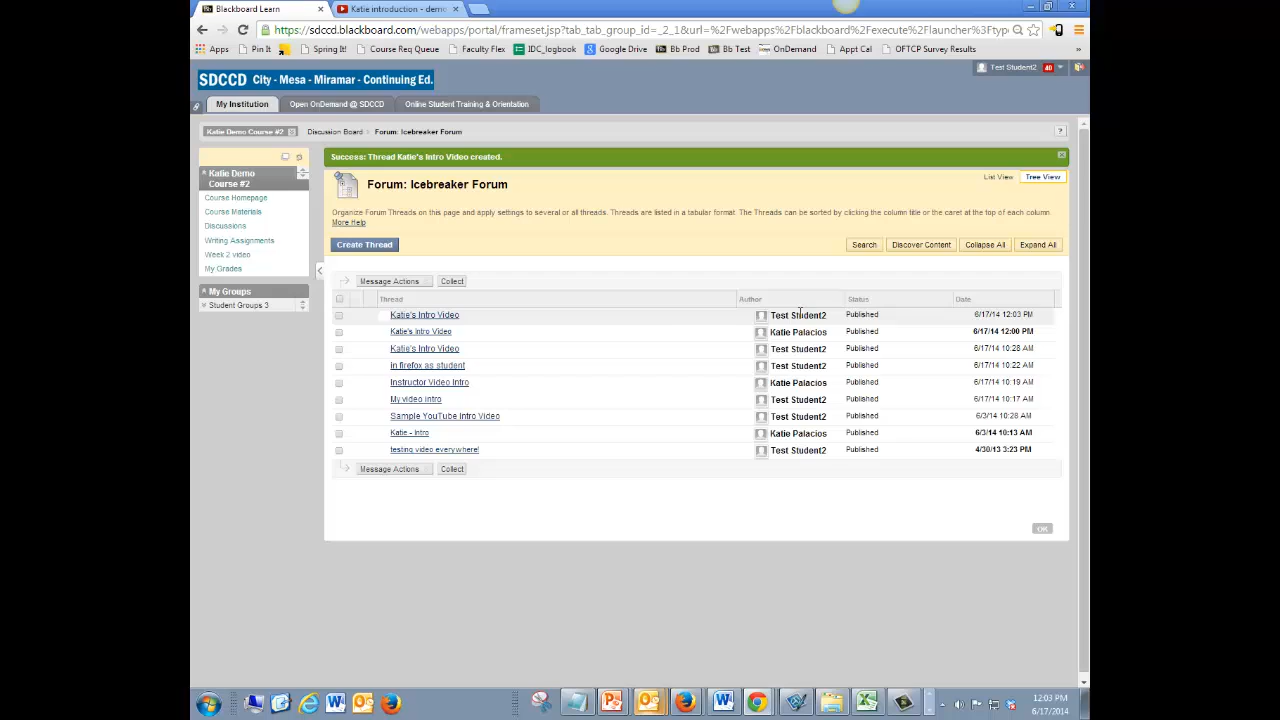 Blackboard Learn × Katie introduction - demo ×
https://sdccd.blackboard.com/webapps/portal/frameset.jsp?tab_tab_group_id=_2_1&url=%2Fwebapps%2Fblackboard%2Fexecute%2Flauncher%3Ftyp
Apps Pin It Spring It! Course Req Queue Faculty Flex IDC_logbook Google Drive Bb Prod Bb Test OnDemand Appt Cal OFTCP Survey Results
Test Student2 40
SDCCD City - Mesa - Miramar - Continuing Ed.
My Institution Open OnDemand @ SDCCD Online Student Training & Orientation
Katie Demo Course #2 Discussion Board Forum: Icebreaker Forum ?
Success: Thread Katie's Intro Video created.
Katie Demo
Course #2
Course Homepage
Course Materials
Discussions
Writing Assignments
Week 2 video
My Grades
My Groups
Student Groups 3
List View Tree View
Forum: Icebreaker Forum
Organize Forum Threads on this page and apply settings to several or all threads. Threads are listed in a tabular format. The Threads can be sorted by clicking the column title or the caret at the top of each column.
More Help
Create Thread Search Discover Content Collapse All Expand All
Message Actions Collect
Thread Author Status Date
Katie's Intro Video Test Student2 Published 6/17/14 12:03 PM
Katie's Intro Video Katie Palacios Published 6/17/14 12:00 PM
Katie's Intro Video Test Student2 Published 6/17/14 10:28 AM
in firefox as student Test Student2 Published 6/17/14 10:22 AM
Instructor Video Intro Katie Palacios Published 6/17/14 10:19 AM
My video intro Test Student2 Published 6/17/14 10:17 AM
Sample YouTube Intro Video Test Student2 Published 6/3/14 10:28 AM
Katie - Intro Katie Palacios Published 6/3/14 10:13 AM
testing video everywhere! Test Student2 Published 4/30/13 3:23 PM
Message Actions Collect
OK
12:03 PM
6/17/2014